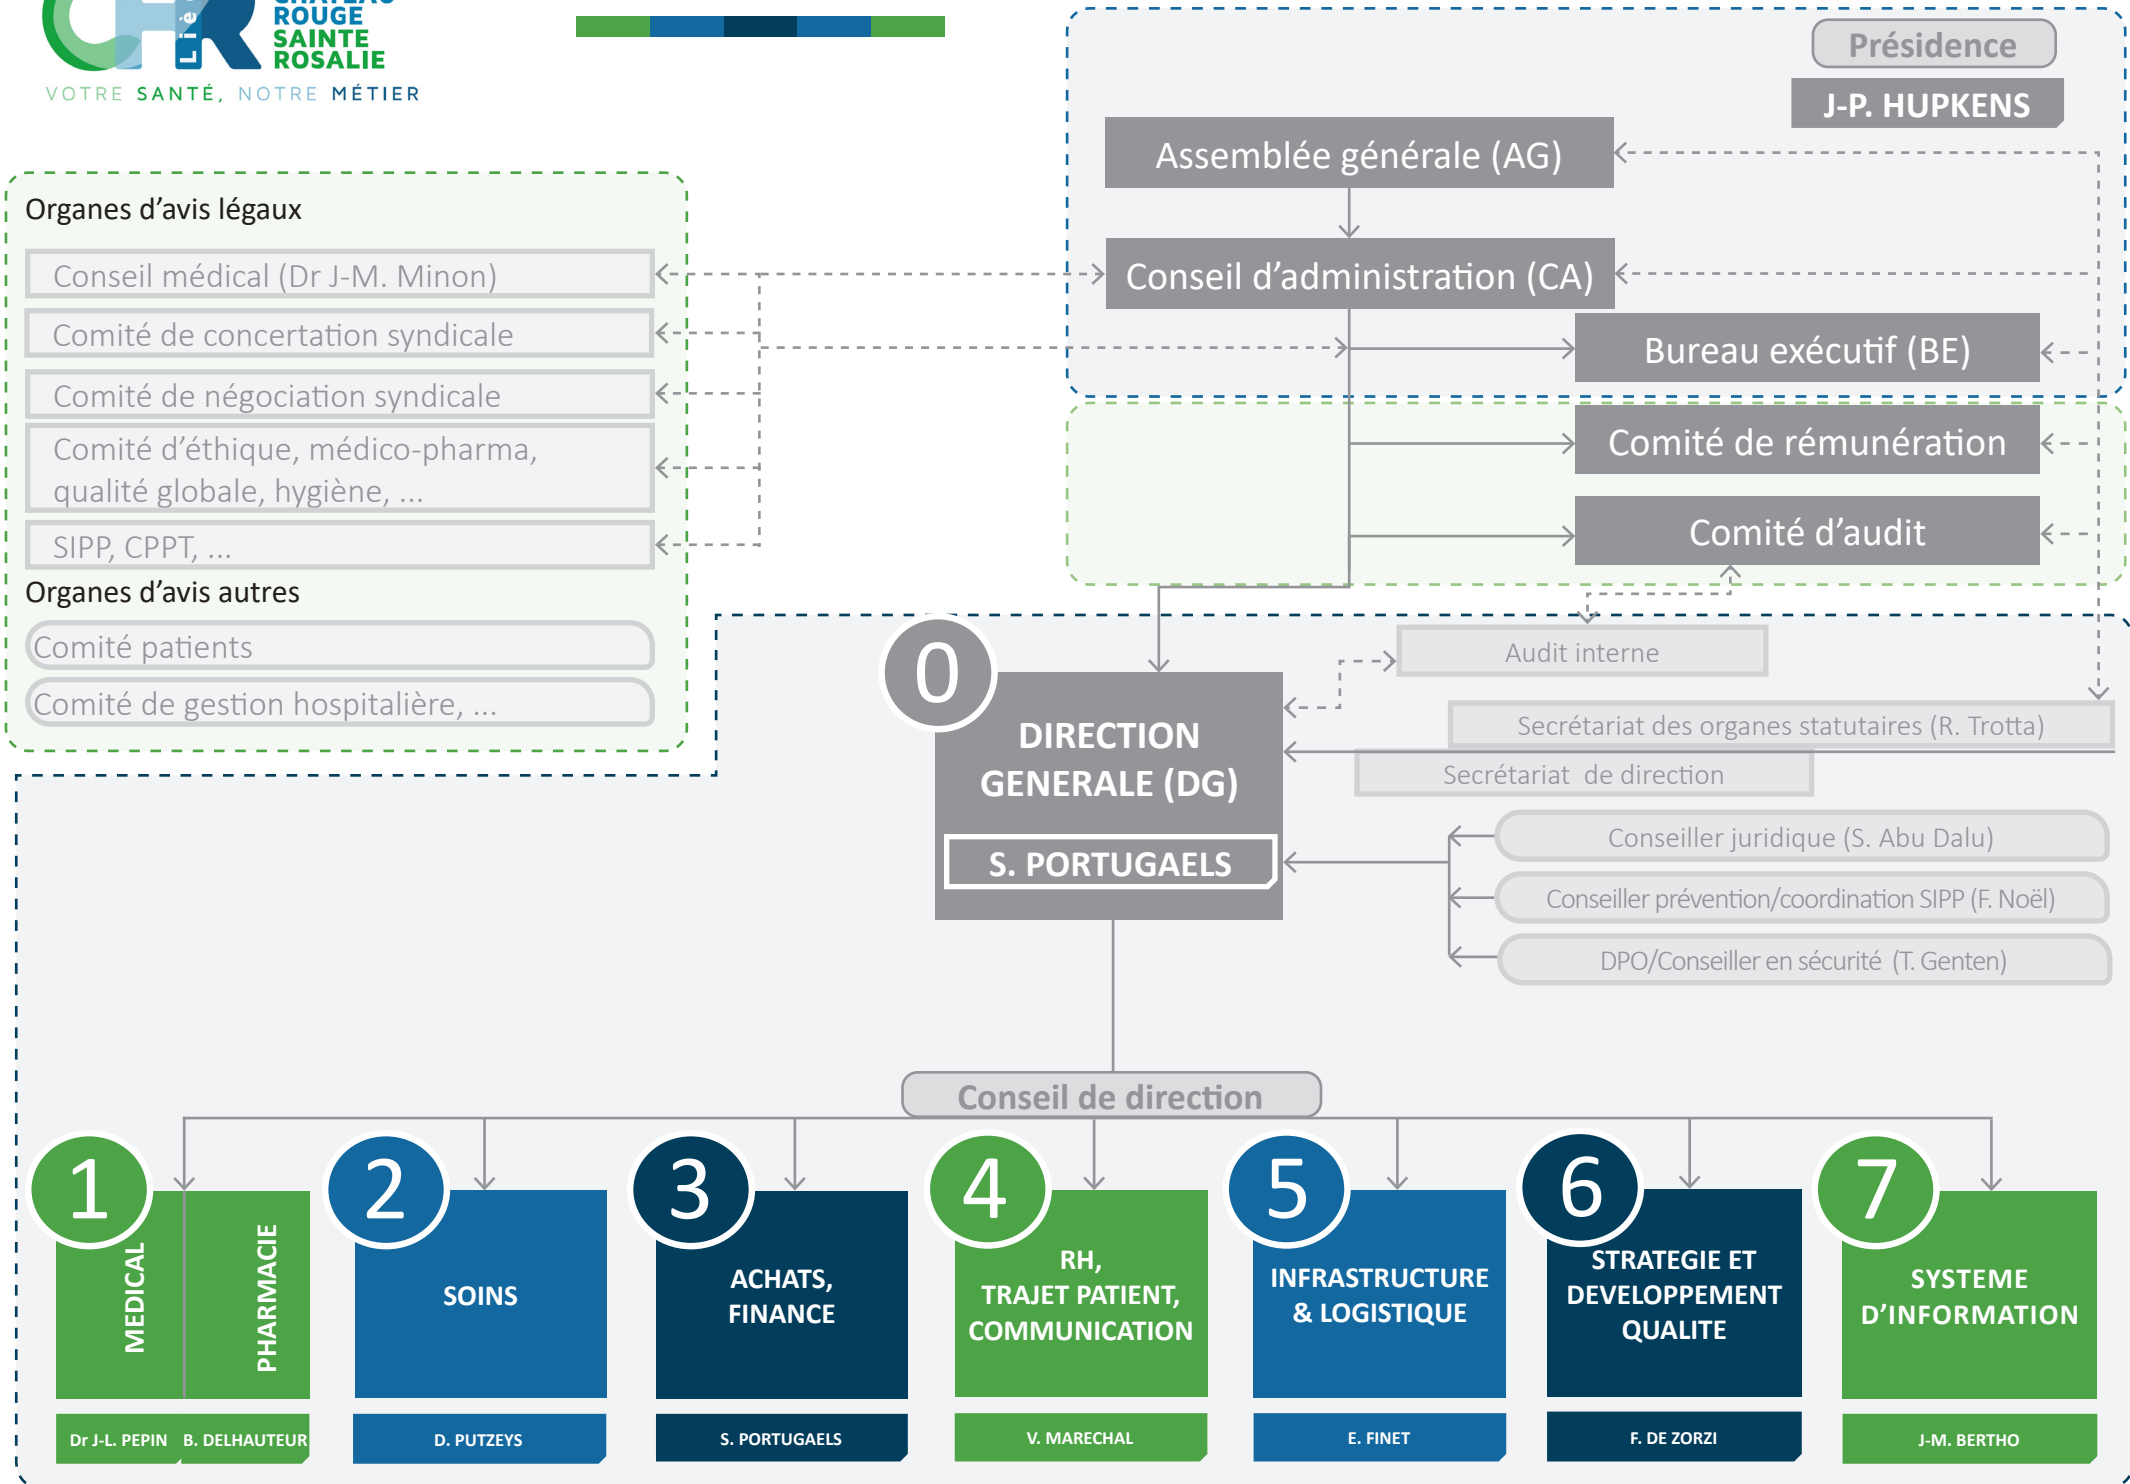 CHR
Liège
CHATEAU
ROUGE
SAINTE
ROSALIE
VOTRE SANTÉ, NOTRE MÉTIER
Présidence
J-P. HUPKENS
Assemblée générale (AG)
Conseil d'administration (CA)
Bureau exécutif (BE)
Comité de rémunération
Comité d'audit
Organes d'avis légaux
Conseil médical (Dr J-M. Minon)
Comité de concertation syndicale
Comité de négociation syndicale
Comité d'éthique, médico-pharma,
qualité globale, hygiène, ...
SIPP, CPPT, ...
Organes d'avis autres
Comité patients
Comité de gestion hospitalière, ...
0
DIRECTION
GENERALE (DG)
S. PORTUGAELS
Audit interne
Secrétariat des organes statutaires (R. Trotta)
Secrétariat de direction
Conseiller juridique (S. Abu Dalu)
Conseiller prévention/coordination SIPP (F. Noël)
DPO/Conseiller en sécurité (T. Genten)
Conseil de direction
1
MEDICAL
PHARMACIE
Dr J-L. PEPIN
B. DELHAUTEUR
2
SOINS
D. PUTZEYS
3
ACHATS,
FINANCE
S. PORTUGAELS
4
RH,
TRAJET PATIENT,
COMMUNICATION
V. MARECHAL
5
INFRASTRUCTURE
& LOGISTIQUE
E. FINET
6
STRATEGIE ET
DEVELOPPEMENT
QUALITE
F. DE ZORZI
7
SYSTEME
D'INFORMATION
J-M. BERTHO